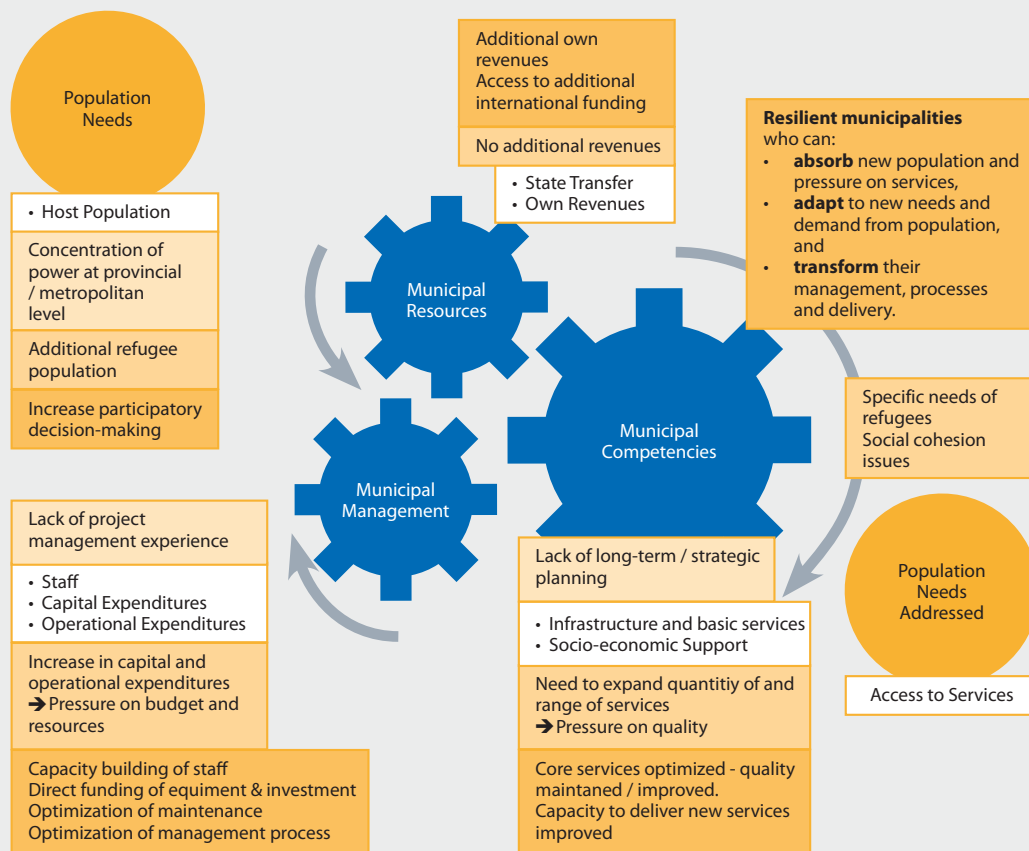 Population
Needs
• Host Population
Concentration of
power at provincial
/ metropolitan
level
Additional refugee
population
Increase participatory
decision-making
Additional own
revenues
Access to additional
international funding
No additional revenues
• State Transfer
• Own Revenues
Municipal
Resources
Resilient municipalities
who can:
• absorb new population and
pressure on services,
• adapt to new needs and
demand from population,
and
• transform their
management, processes
and delivery.
Municipal
Competencies
Specific needs of
refugees
Social cohesion
issues
Municipal
Management
Lack of project
management experience
• Staff
• Capital Expenditures
• Operational Expenditures
Increase in capital and
operational expenditures
➔ Pressure on budget and
resources
Capacity building of staff
Direct funding of equiment & investment
Optimization of maintenance
Optimization of management process
Lack of long-term / strategic
planning
• Infrastructure and basic services
• Socio-economic Support
Need to expand quantitiy of and
range of services
➔ Pressure on quality
Core services optimized - quality
maintaned / improved.
Capacity to deliver new services
improved
Population
Needs
Addressed
Access to Services